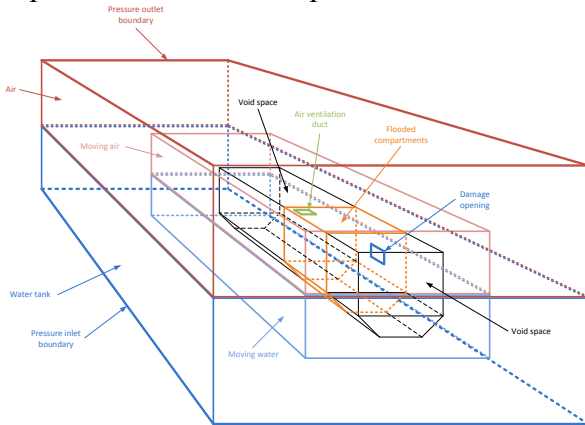 Pressure outlet
boundary
Air
Void space
Air ventilation
duct
Flooded
compartments
Moving air
Damage
opening
Water tank
Pressure inlet
boundary
Moving water
Void space